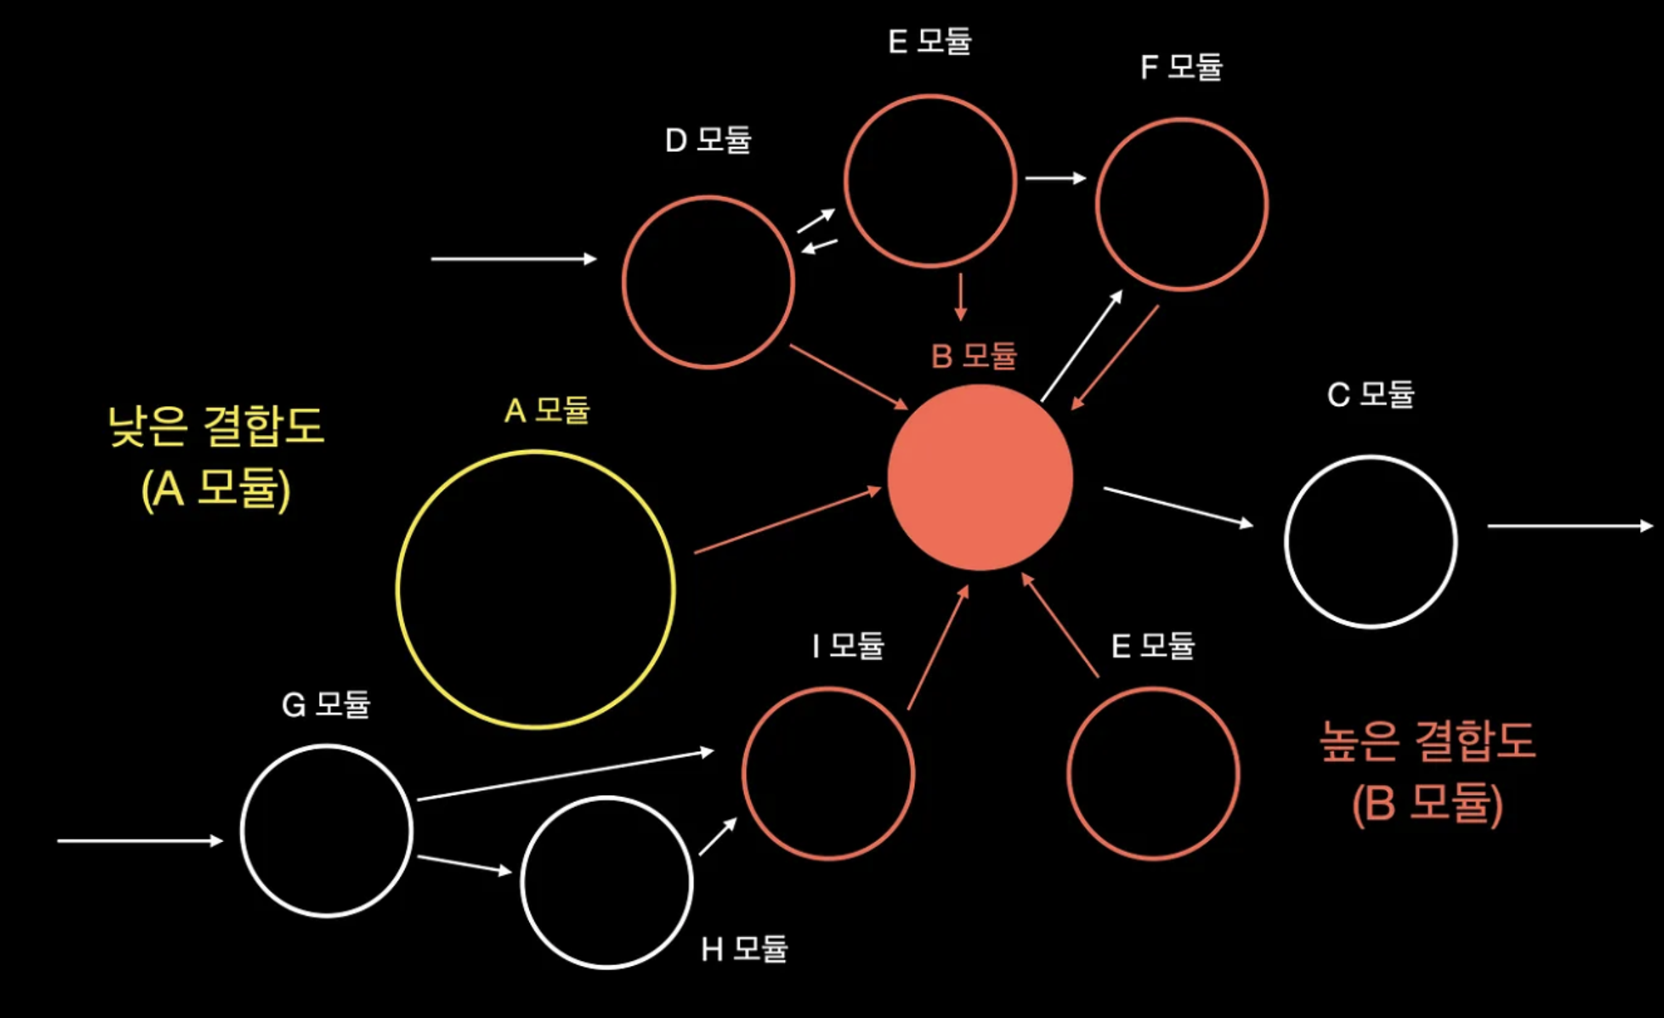 E 모듈
F 모듈
D 모듈
B 모듈
C 모듈
A 모듈
낮은 결합도
(A 모듈)
I 모듈
E 모듈
G 모듈
높은 결합도
(B 모듈)
H 모듈